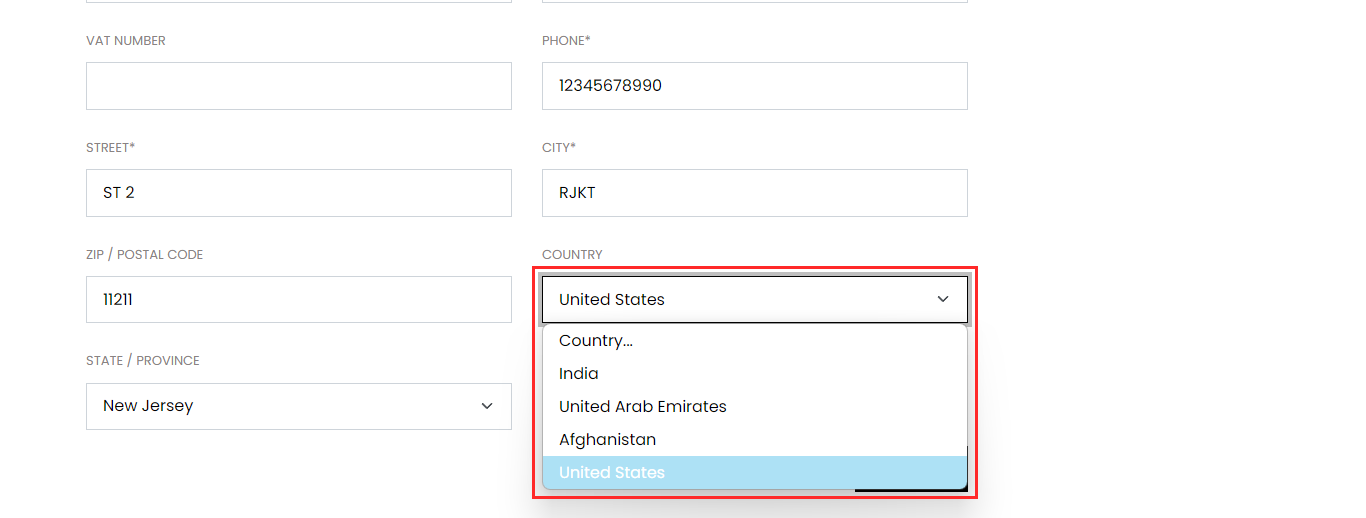 VAT NUMBER
PHONE*
12345678990
STREET*
CITY*
ST 2
RJKT
ZIP / POSTAL CODE
COUNTRY
11211
United States
Country...
STATE / PROVINCE
India
New Jersey
United Arab Emirates
Afghanistan
United States